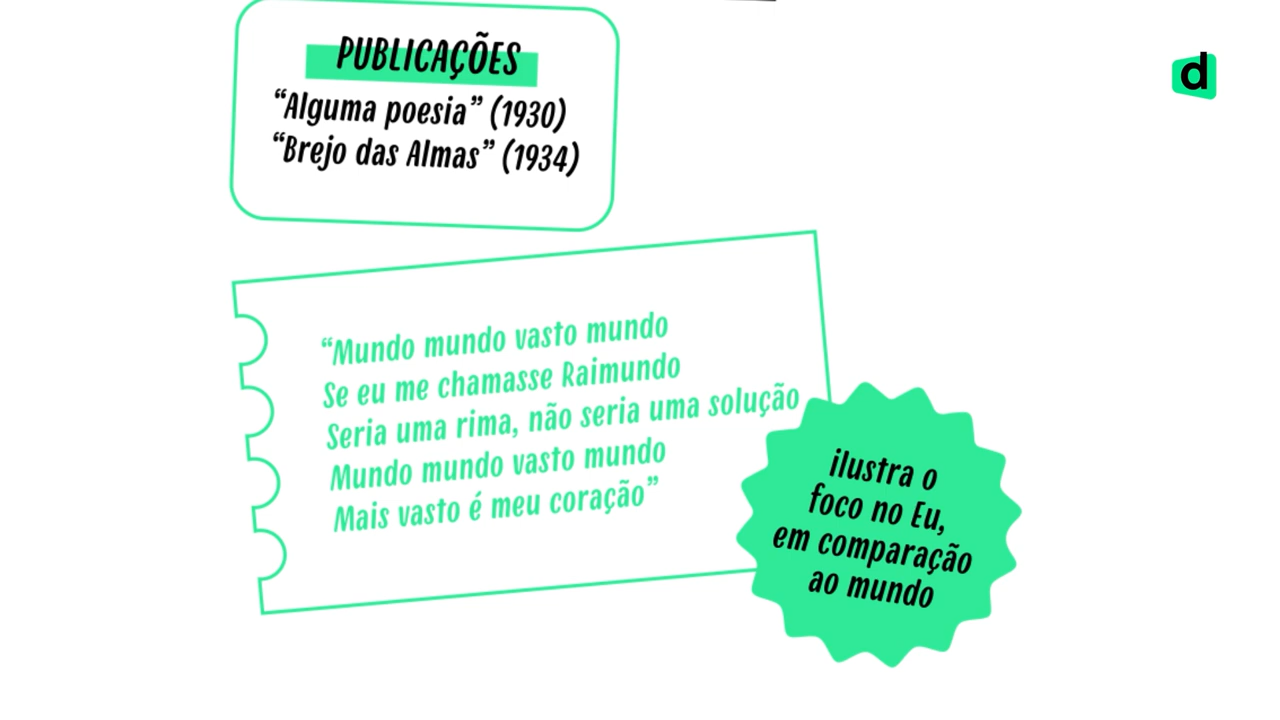 PUBLICAÇÕES
“Alguma poesia” (1930)
“Brejo das Almas” (1934)
“Mundo mundo vasto mundo
Se eu me chamasse Raimundo
Seria uma rima, não seria uma solução
Mundo mundo vasto mundo
Mais vasto é meu coração”
ilustra o
foco no Eu,
em comparação
ao mundo
d